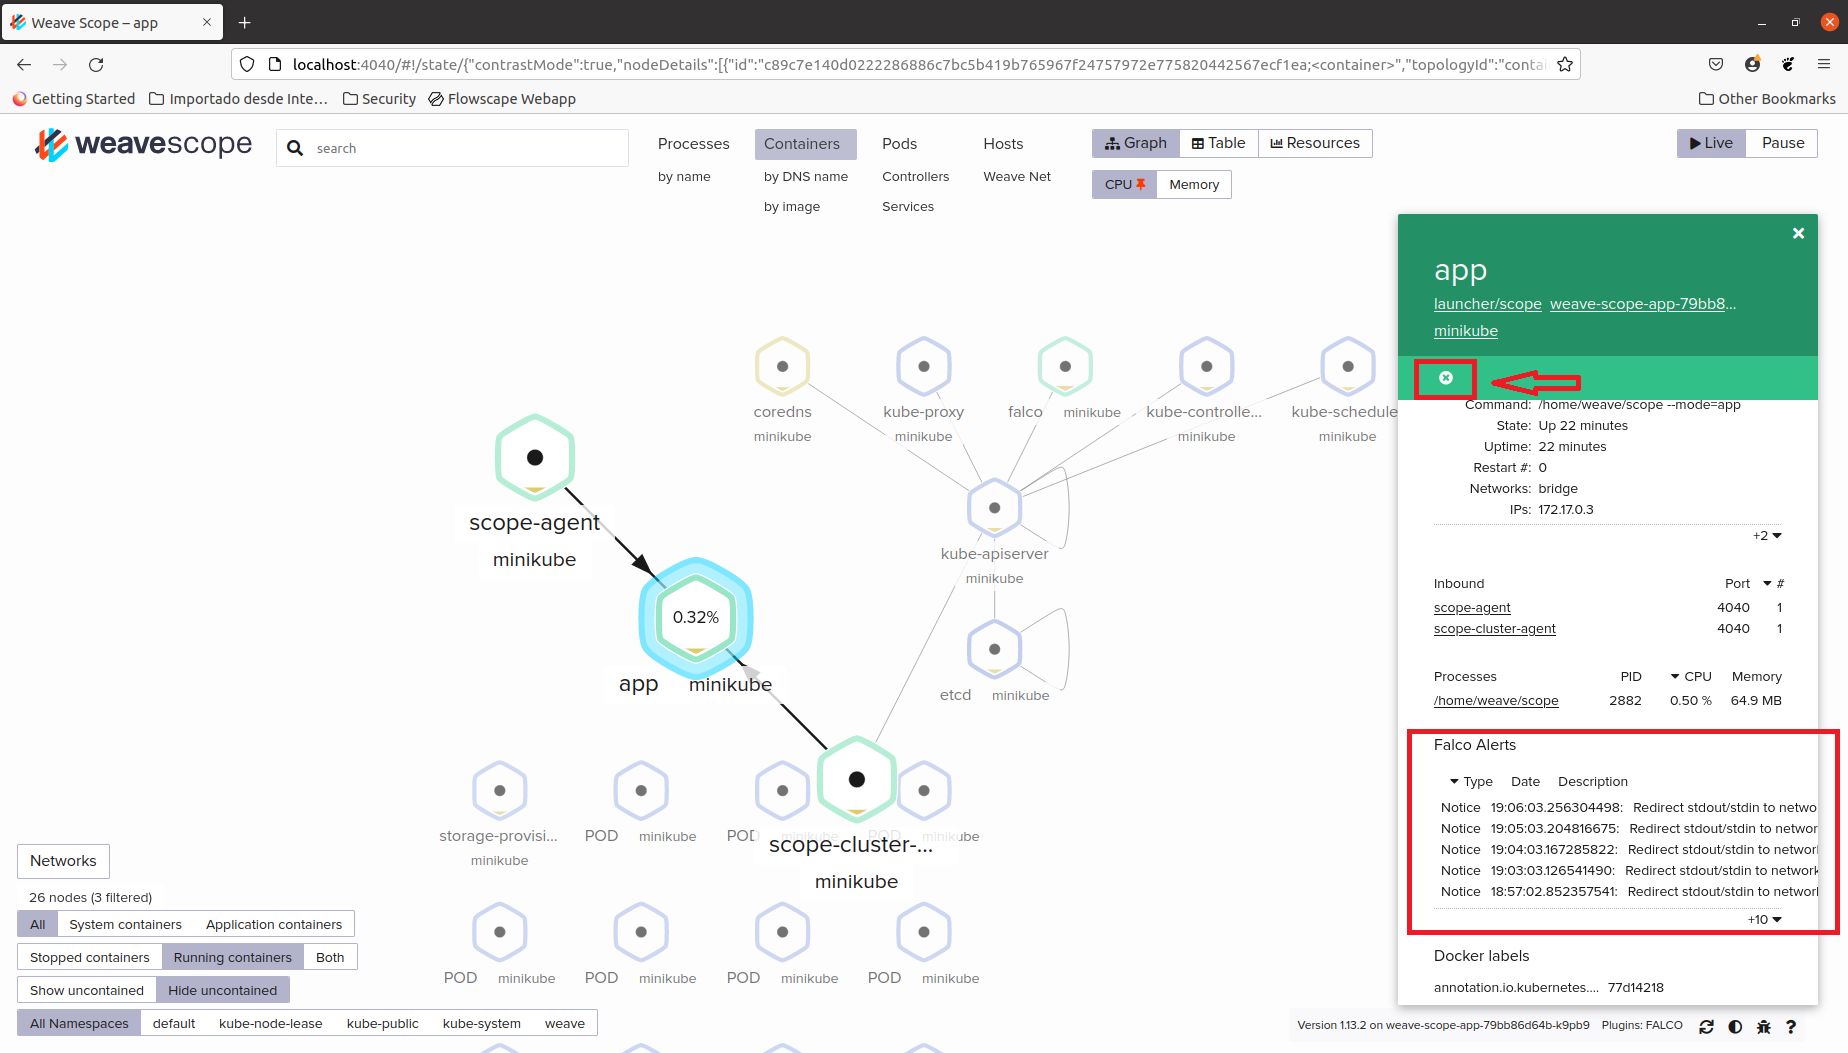 Weave Scope – app
localhost:4040/#!/state/{"contrastMode":true,"nodeDetails":[{"id":"c89c7e140d0222286886c7bc5b419b765967f24757972e775820442567ecf1ea;<container>","topologyId":"contai
Getting Started Importado desde Inte… Security Flowscape Webapp Other Bookmarks
weavescope
search
Processes
by name
Containers
by DNS name
by image
Pods
Controllers
Services
Hosts
Weave Net
Graph Table Resources
CPU Memory
Live Pause
app
launcher/scope weave-scope-app-79bb8...
minikube
Command: /home/weave/scope --mode=app
State: Up 22 minutes
Uptime: 22 minutes
Restart #: 0
Networks: bridge
IPs: 172.17.0.3
+2
Inbound Port #
scope-agent 4040 1
scope-cluster-agent 4040 1
Processes PID CPU Memory
/home/weave/scope 2882 0.50 % 64.9 MB
Falco Alerts
Type Date Description
Notice 19:06:03.256304498: Redirect stdout/stdin to netwo
Notice 19:05:03.204816675: Redirect stdout/stdin to networ
Notice 19:04:03.167285822: Redirect stdout/stdin to network
Notice 19:03:03.126541490: Redirect stdout/stdin to network
Notice 18:57:02.852357541: Redirect stdout/stdin to network
+10
Docker labels
annotation.io.kubernetes.... 77d14218
coredns
minikube
kube-proxy
minikube
falco minikube
kube-controlle...
minikube
kube-schedule
minikube
scope-agent
minikube
kube-apiserver
minikube
0.32%
app minikube
etcd minikube
storage-provisi...
minikube
POD minikube
POD minikube
POD minikube
scope-cluster-...
minikube
POD minikube
POD minikube
POD minikube
POD minikube
Networks
26 nodes (3 filtered)
All System containers Application containers
Stopped containers Running containers Both
Show uncontained Hide uncontained
All Namespaces default kube-node-lease kube-public kube-system weave
Version 1.13.2 on weave-scope-app-79bb86d64b-k9pb9 Plugins: FALCO